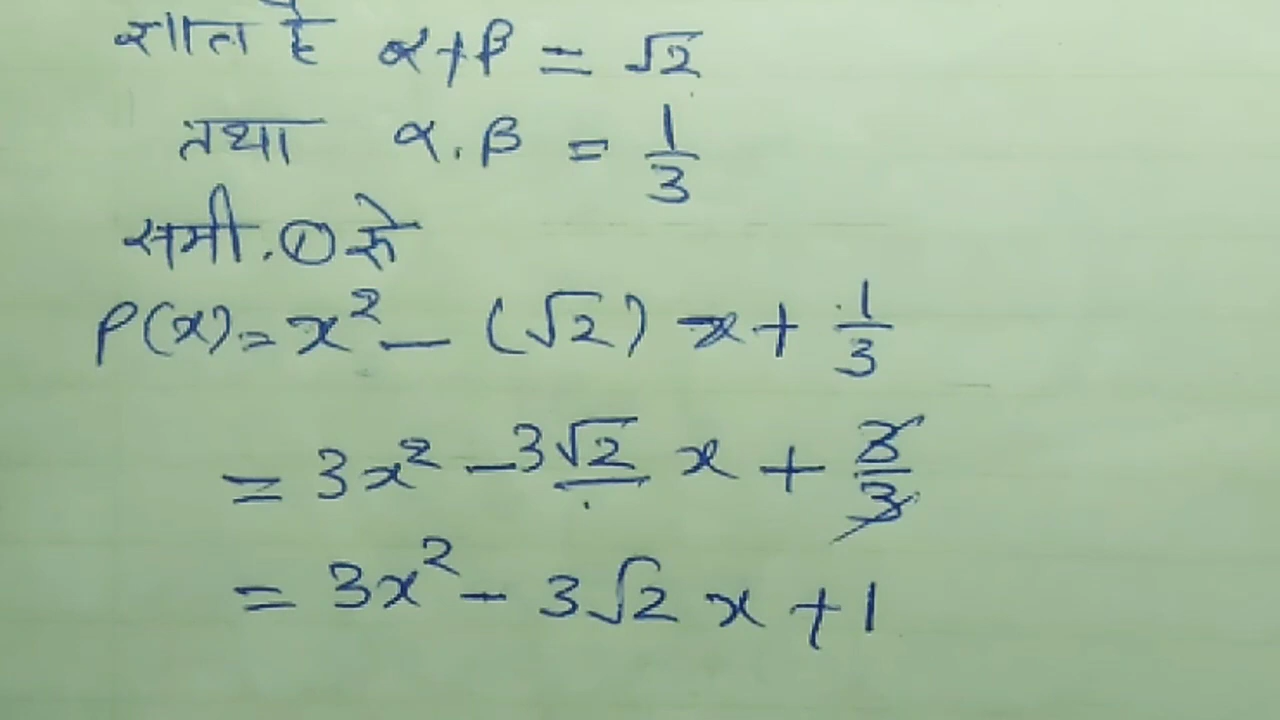 ज्ञात है α+β = √2
तथा α.β = 1/3
समी.① से
P(x)= x² - (√2) x + 1/3
= 3x² - 3√2 x + 3/3
= 3x² - 3√2 x + 1